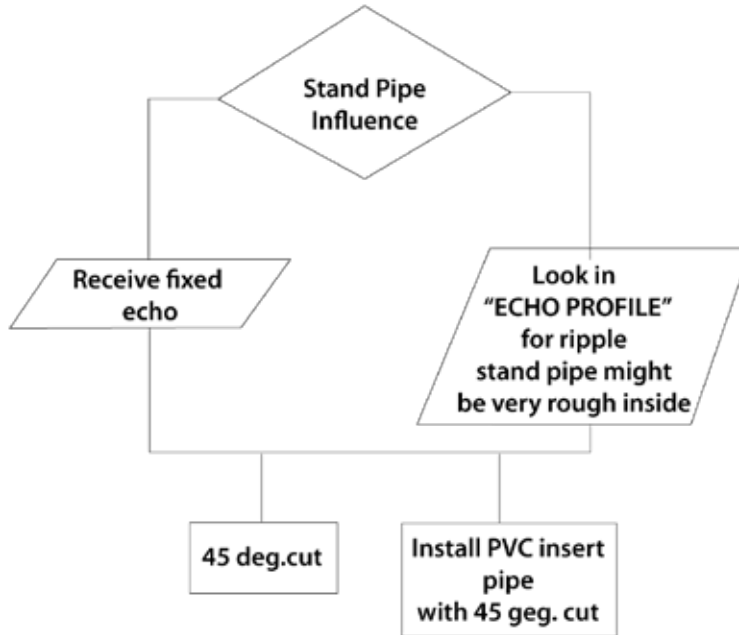 Stand Pipe
Influence
Receive fixed
echo
Look in
“ECHO PROFILE”
for ripple
stand pipe might
be very rough inside
45 deg.cut
Install PVC insert
pipe
with 45 geg. cut